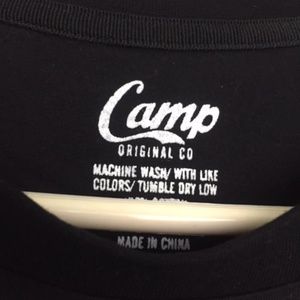 Camp
ORIGINAL CO
MACHINE WASH/ WITH LIKE
COLORS/ TUMBLE DRY LOW
MADE IN CHINA